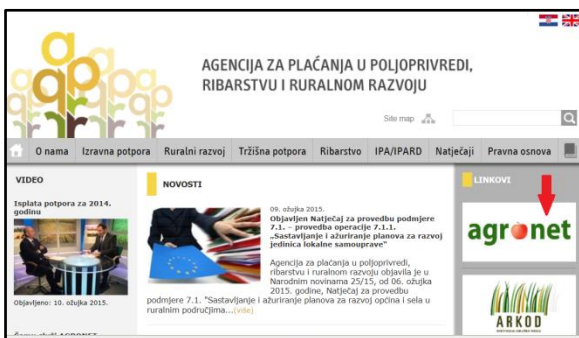 AGENCIJA ZA PLAĆANJA U POLJOPRIVREDI,
RIBARSTVU I RURALNOM RAZVOJU
Site map
O nama Izravna potpora Ruralni razvoj Tržišna potpora Ribarstvo IPA/IPARD Natječaji Pravna osnova
VIDEO
Isplata potpora za 2014.
godinu
Objavljeno: 10. ožujka 2015.
NOVOSTI
09. ožujka 2015.
Objavljen Natječaj za provedbu podmjere
7.1. – provedba operacije 7.1.1.
„Sastavljanje i ažuriranje planova za razvoj
jedinica lokalne samouprave"
Agencija za plaćanja u poljoprivredi,
ribarstvu i ruralnom razvoju objavila je u
Narodnim novinama 25/15, od 06. ožujka
2015. godine, Natječaj za provedbu
podmjere 7.1. "Sastavljanje i ažuriranje planova za razvoj općina i sela u
ruralnim područjima...(više)
LINKOVI
agronet
ARKOD